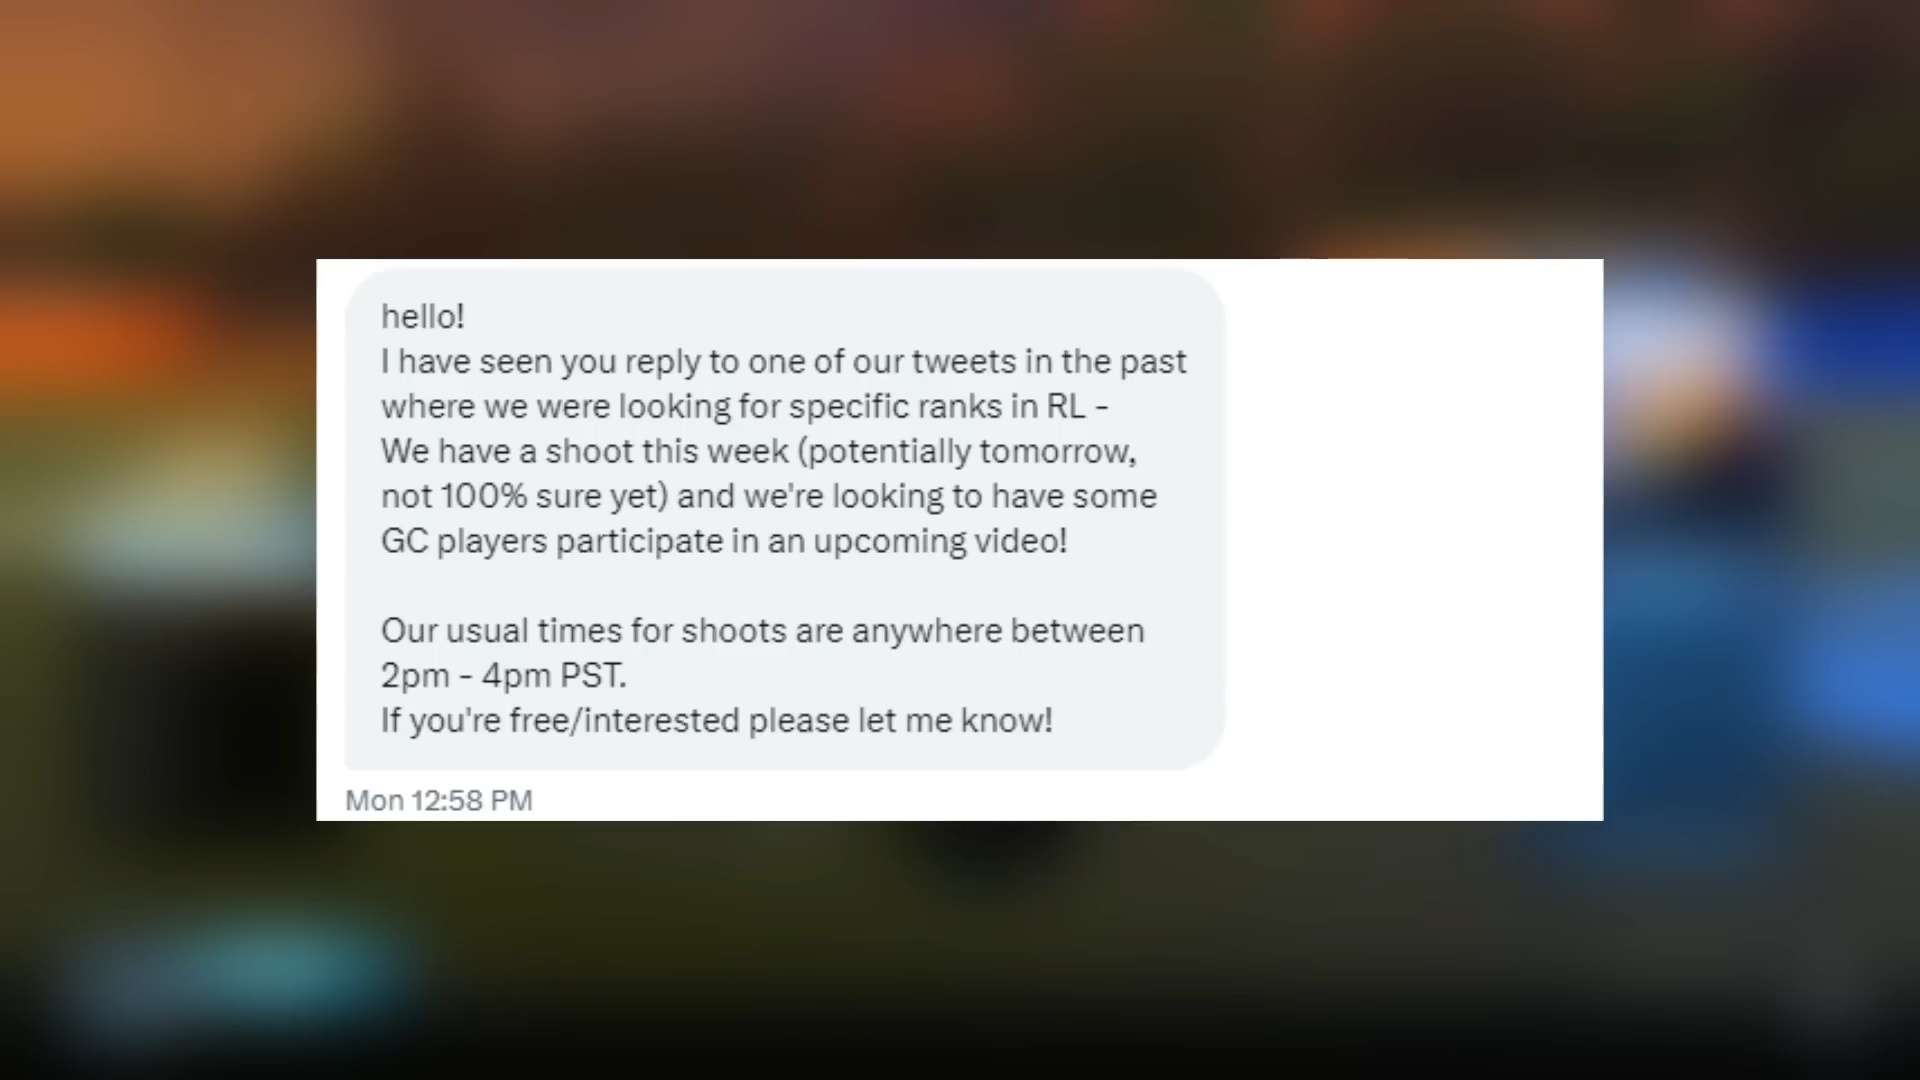 hello!
I have seen you reply to one of our tweets in the past
where we were looking for specific ranks in RL -
We have a shoot this week (potentially tomorrow,
not 100% sure yet) and we're looking to have some
GC players participate in an upcoming video!
Our usual times for shoots are anywhere between
2pm - 4pm PST.
If you're free/interested please let me know!
Mon 12:58 PM